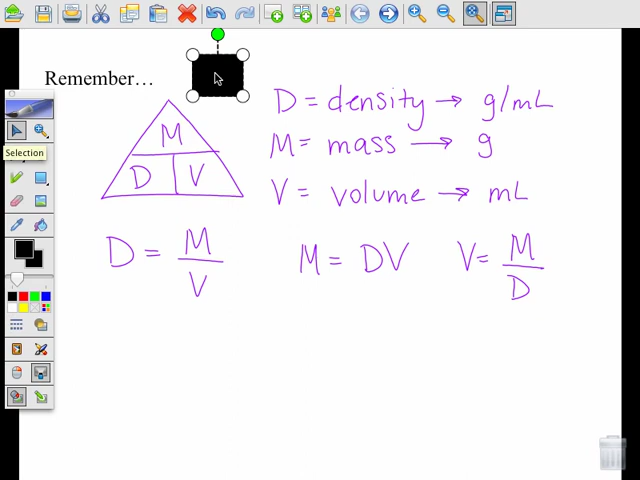 Remember…
Selection
M
D V
D = density → g/mL
M = mass → g
V = volume → mL
D = M/V
M = DV
V = M/D